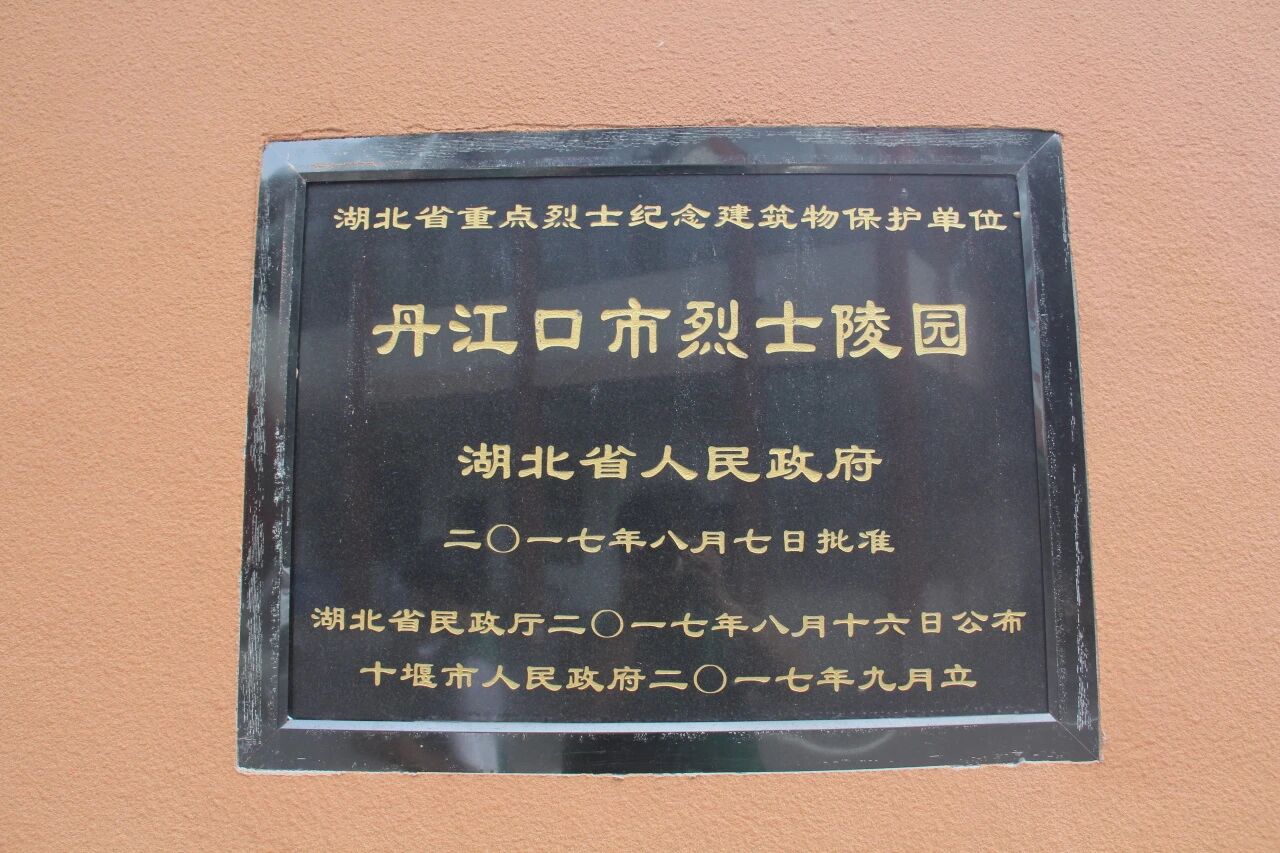 湖北省重点烈士纪念建筑物保护单位
丹江口市烈士陵园
湖北省人民政府
二〇一七年八月七日批准
湖北省民政厅二〇一七年八月十六日公布
十堰市人民政府二〇一七年九月立